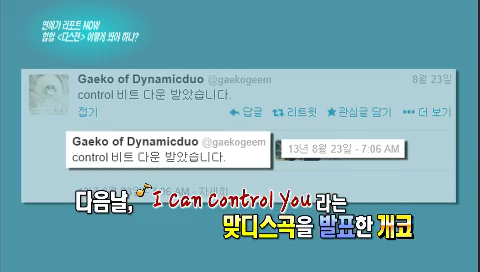 연예가 리포트 NOW
힙합 <디스전> 어떻게 봐야 하나?
Gaeko of Dynamicduo @gaekogeem 8월 23일
control 비트 다운 받았습니다.
접기 답글 리트윗 관심글 담기 더 보기
Gaeko of Dynamicduo @gaekogeem
control 비트 다운 받았습니다.
13년 8월 23일 - 7:06 AM
자세히
다음날, I can control You 라는
맞디스곡을 발표한 개코